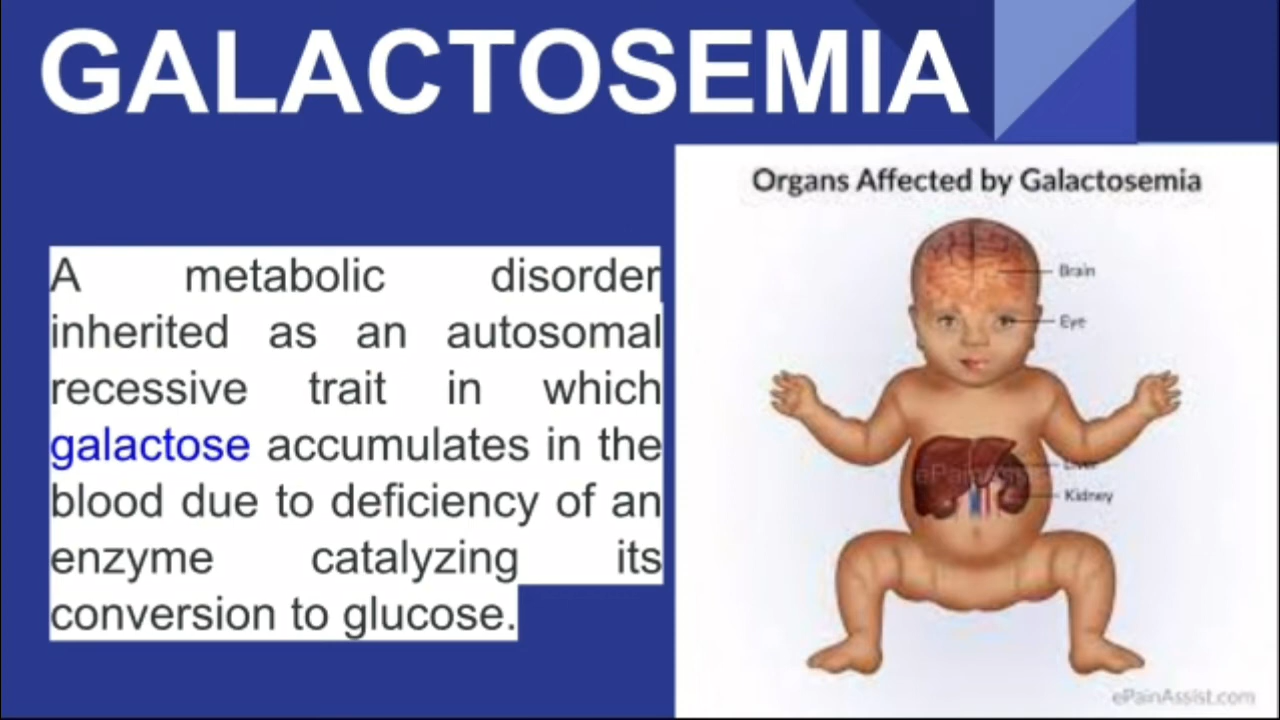 GALACTOSEMIA
A metabolic disorder
inherited as an autosomal
recessive trait in which
galactose accumulates in the
blood due to deficiency of an
enzyme catalyzing its
conversion to glucose.
Organs Affected by Galactosemia
Brain
Eye
Liver
Kidney
ePainAssist.com